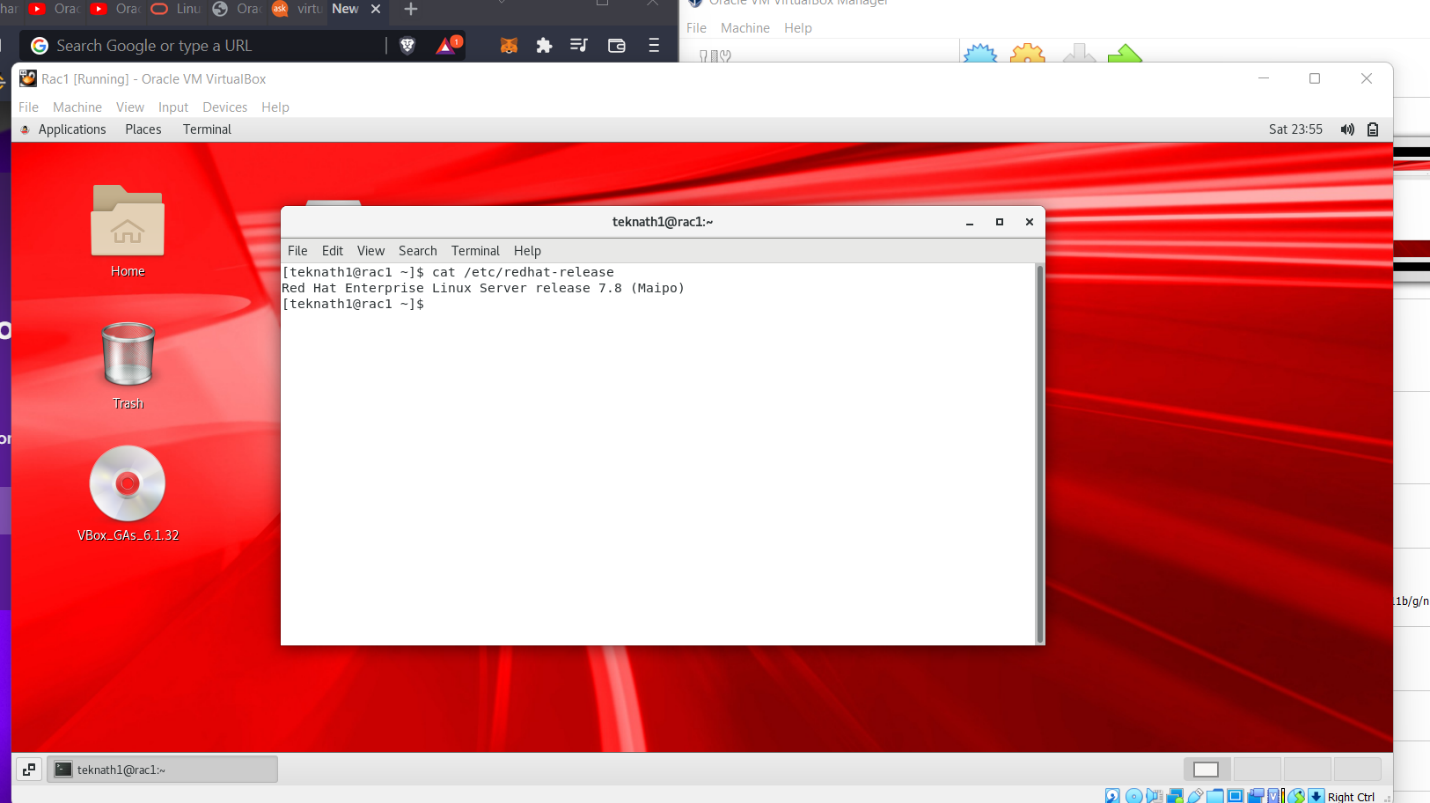 Orac
Orac
Linu
Orac
virtu
New
Oracle VM VirtualBox Manager
Search Google or type a URL
1
File Machine Help
Rac1 [Running] - Oracle VM VirtualBox
File Machine View Input Devices Help
Applications Places Terminal
Sat 23:55
teknath1@rac1:~
File Edit View Search Terminal Help
[teknath1@rac1 ~]$ cat /etc/redhat-release
Red Hat Enterprise Linux Server release 7.8 (Maipo)
[teknath1@rac1 ~]$
Home
Trash
VBox_GAs_6.1.32
1b/g/n
teknath1@rac1:~
Right Ctrl